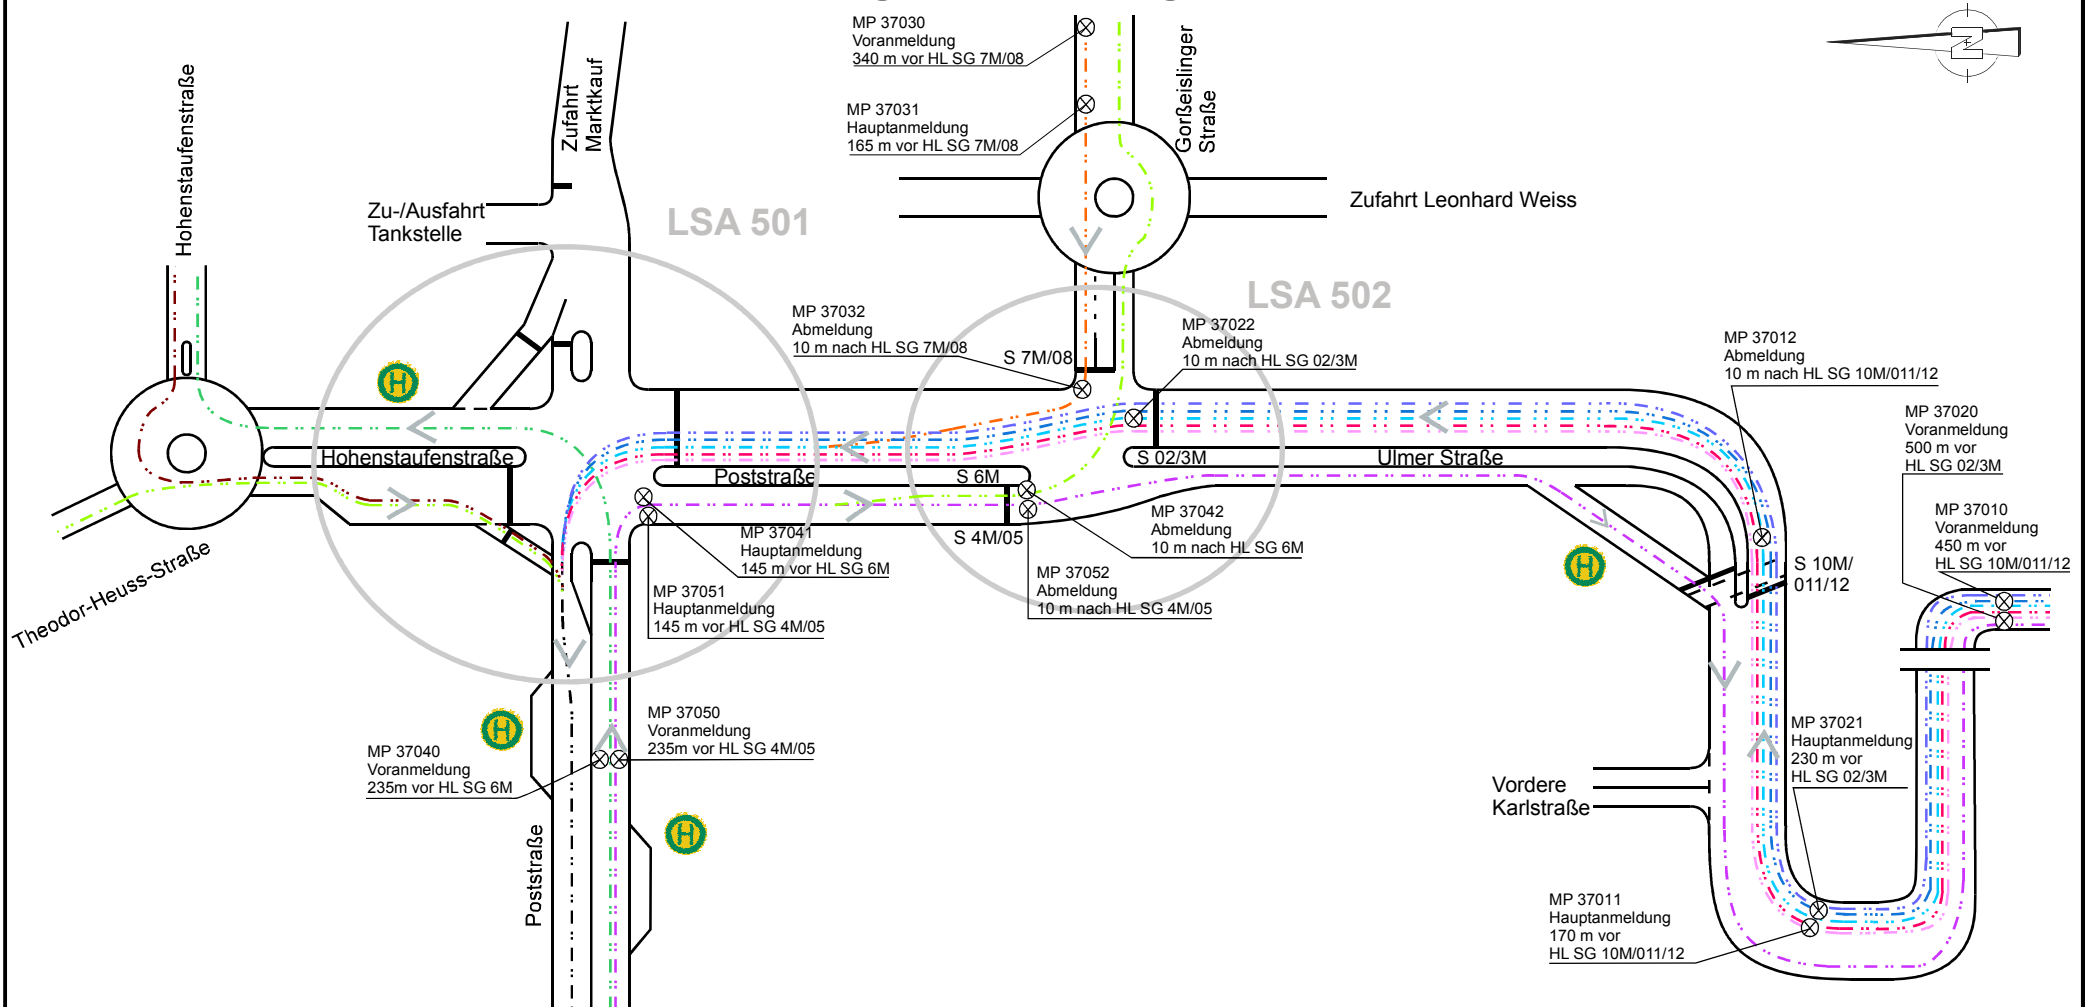 MP 37030
Voranmeldung
340 m vor HL SG 7M/08
MP 37031
Hauptanmeldung
165 m vor HL SG 7M/08
Gorßeislinger
Straße
N
Zufahrt
Marktkauf
Hohenstaufenstraße
Zu-/Ausfahrt
Tankstelle
LSA 501
Zufahrt Leonhard Weiss
LSA 502
MP 37032
Abmeldung
10 m nach HL SG 7M/08
S 7M/08
MP 37022
Abmeldung
10 m nach HL SG 02/3M
MP 37012
Abmeldung
10 m nach HL SG 10M/011/12
H
MP 37020
Voranmeldung
500 m vor
HL SG 02/3M
Hohenstaufenstraße
Poststraße
S 6M
S 02/3M
Ulmer Straße
MP 37010
Voranmeldung
450 m vor
HL SG 10M/011/12
S 4M/05
MP 37041
Hauptanmeldung
145 m vor HL SG 6M
MP 37042
Abmeldung
10 m nach HL SG 6M
H
S 10M/
011/12
MP 37051
Hauptanmeldung
145 m vor HL SG 4M/05
MP 37052
Abmeldung
10 m nach HL SG 4M/05
Theodor-Heuss-Straße
H
MP 37050
Voranmeldung
235m vor HL SG 4M/05
MP 37040
Voranmeldung
235m vor HL SG 6M
MP 37021
Hauptanmeldung
230 m vor
HL SG 02/3M
Vordere
Karlstraße
H
Poststraße
MP 37011
Hauptanmeldung
170 m vor
HL SG 10M/011/12